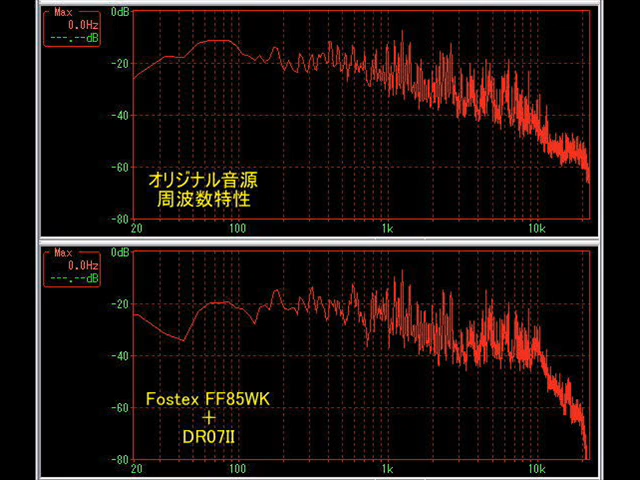 Max
0.0Hz
---.--dB
0dB
-20
-40
-60
-80
オリジナル音源
周波数特性
20
100
1k
10k
Max
0.0Hz
---.--dB
0dB
-20
-40
-60
-80
Fostex FF85WK
+
DR07II
20
100
1k
10k